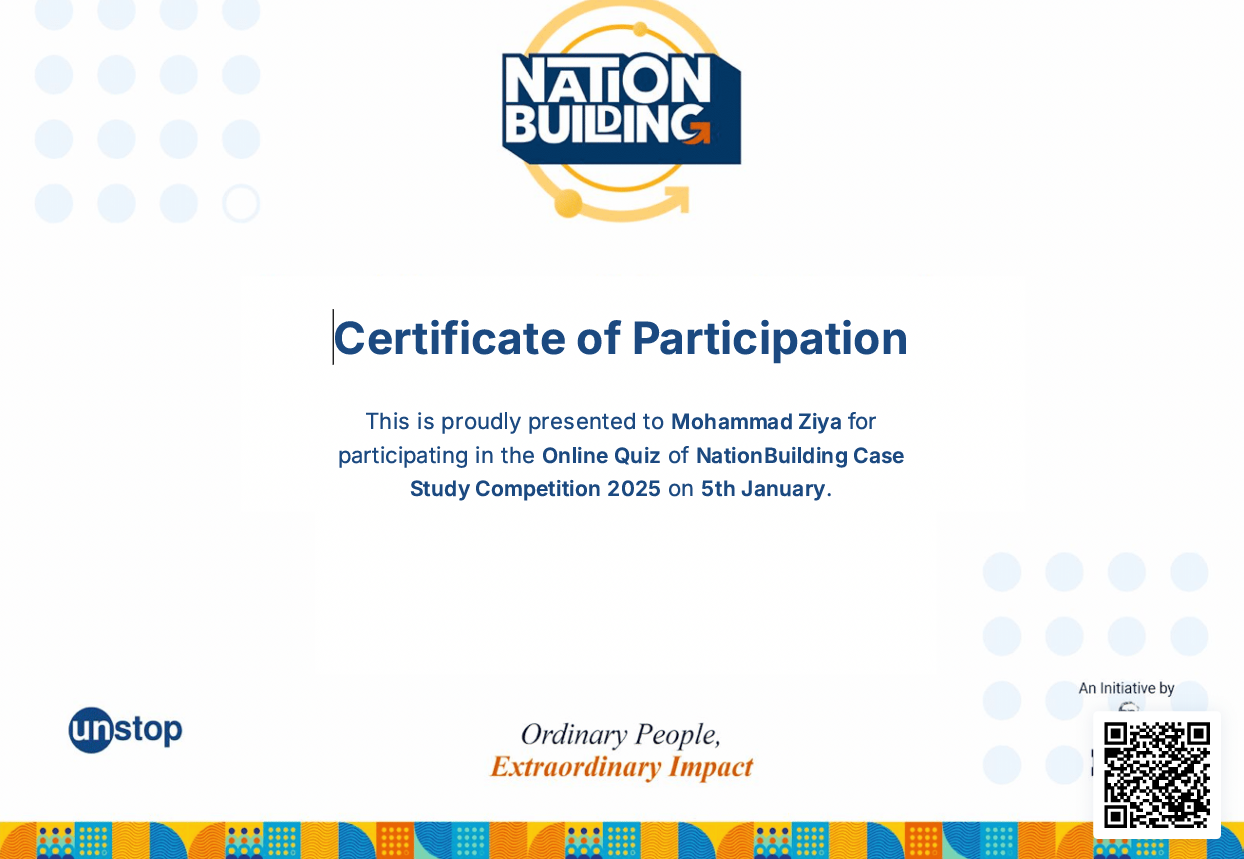 NATION
BUILDING
Certificate of Participation
This is proudly presented to Mohammad Ziya for
participating in the Online Quiz of NationBuilding Case
Study Competition 2025 on 5th January.
An Initiative by
unstop
Ordinary People,
Extraordinary Impact